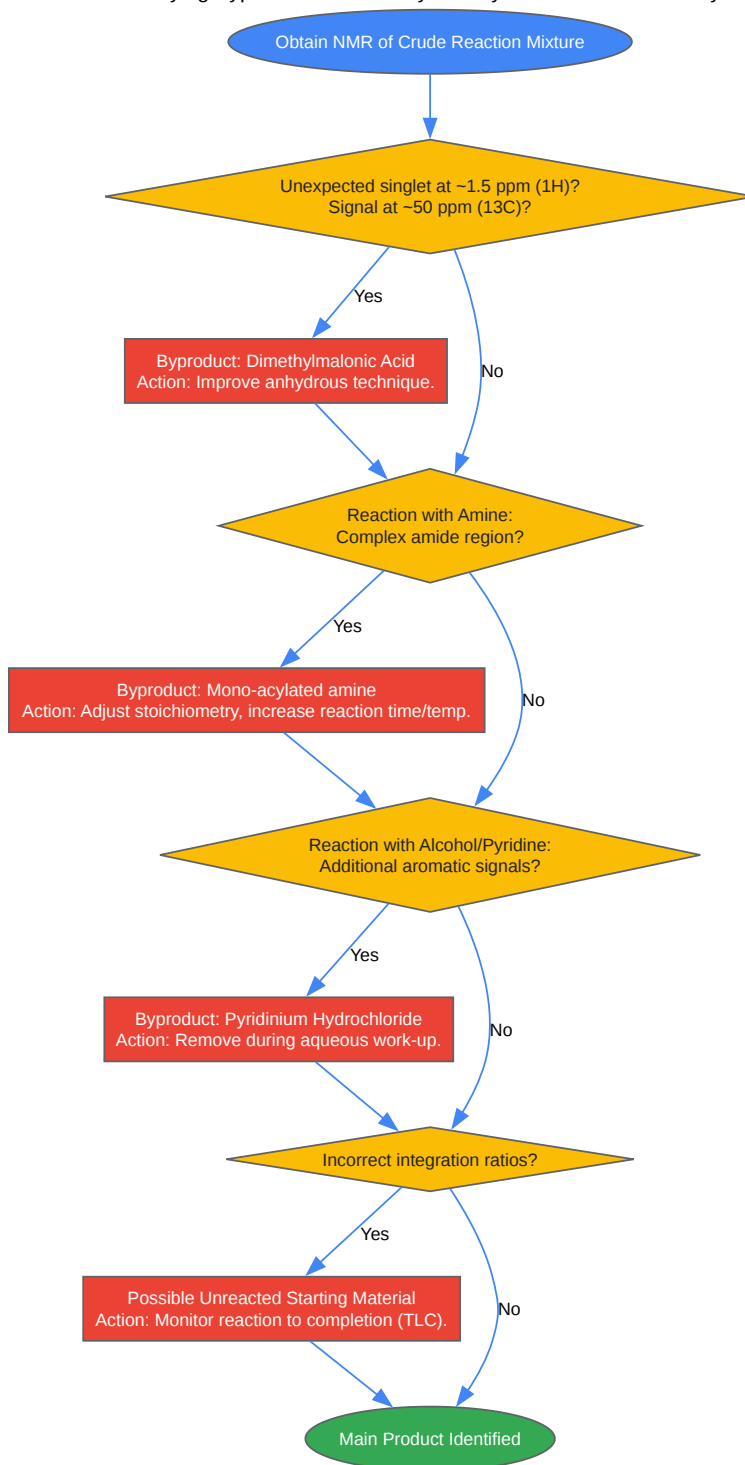 Obtain NMR of Crude Reaction Mixture
Unexpected singlet at ~1.5 ppm (1H)?
Signal at ~50 ppm (13C)?
Yes
Byproduct: Dimethylmalonic Acid
Action: Improve anhydrous technique.
No
Reaction with Amine:
Complex amide region?
Yes
Byproduct: Mono-acylated amine
Action: Adjust stoichiometry, increase reaction time/temp.
No
Reaction with Alcohol/Pyridine:
Additional aromatic signals?
Yes
Byproduct: Pyridinium Hydrochloride
Action: Remove during aqueous work-up.
No
Incorrect integration ratios?
Yes
Possible Unreacted Starting Material
Action: Monitor reaction to completion (TLC).
No
Main Product Identified